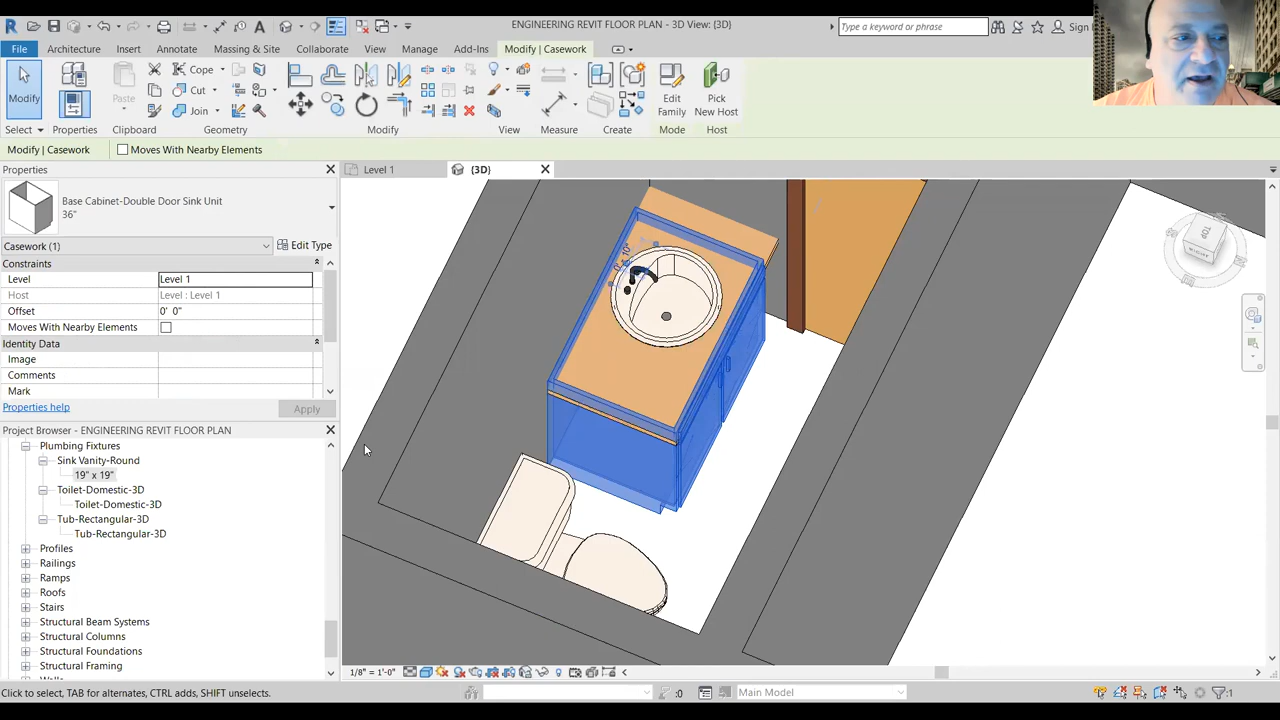 ENGINEERING REVIT FLOOR PLAN - 3D View: {3D}
Type a keyword or phrase
Sign
File
Architecture
Insert
Annotate
Massing & Site
Collaborate
View
Manage
Add-Ins
Modify | Casework
Modify
Paste
Cope
Cut
Join
Edit Family
Pick New Host
Select
Properties
Clipboard
Geometry
Modify
View
Measure
Create
Mode
Host
Modify | Casework
Moves With Nearby Elements
Properties
Level 1
{3D}
Base Cabinet-Double Door Sink Unit
36"
Casework (1)
Edit Type
Constraints
Level
Level 1
Host
Level : Level 1
Offset
0' 0"
Moves With Nearby Elements
Identity Data
Image
Comments
Mark
Properties help
Apply
Project Browser - ENGINEERING REVIT FLOOR PLAN
Plumbing Fixtures
Sink Vanity-Round
19" x 19"
Toilet-Domestic-3D
Toilet-Domestic-3D
Tub-Rectangular-3D
Tub-Rectangular-3D
Profiles
Railings
Ramps
Roofs
Stairs
Structural Beam Systems
Structural Columns
Structural Foundations
Structural Framing
1/8" = 1'-0"
Click to select, TAB for alternates, CTRL adds, SHIFT unselects.
:0
Main Model
:1